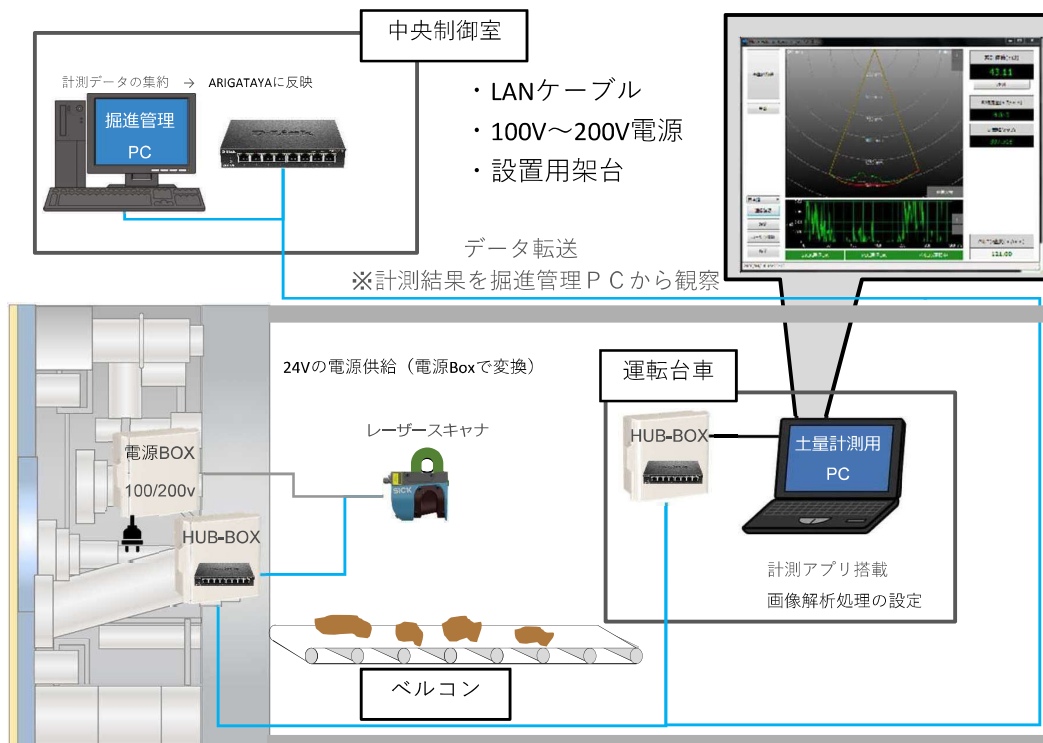 中央制御室
計測データの集約 → ARIGATAYAに反映
掘進管理
PC
D-Link
・LANケーブル
・100V～200V電源
・設置用架台
43.11
121.00
データ転送
※計測結果を掘進管理ＰＣから観察
24Vの電源供給（電源Boxで変換）
運転台車
レーザースキャナ
SICK
電源BOX
100/200v
HUB-BOX
HUB-BOX
土量計測用
PC
計測アプリ搭載
画像解析処理の設定
ベルコン